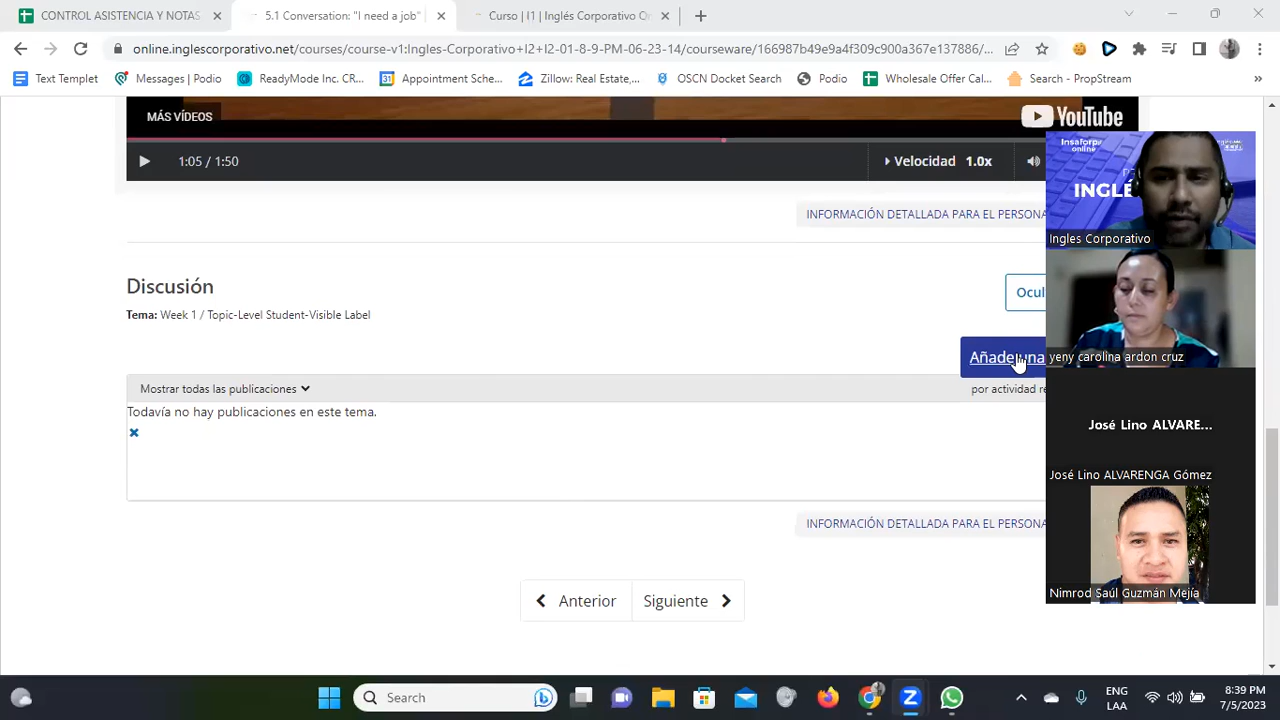 CONTROL ASISTENCIA Y NOTAS
5.1 Conversation: "I need a job"
Curso | I1 | Inglés Corporativo On
online.inglescorporativo.net/courses/course-v1:Ingles-Corporativo+I2+I2-01-8-9-PM-06-23-14/courseware/166987b49e9a4f309c900a367e137886/...
Text Templet
Messages | Podio
ReadyMode Inc. CR...
Appointment Sche...
Zillow: Real Estate,...
OSCN Docket Search
Podio
Wholesale Offer Cal...
Search - PropStream
»
MÁS VÍDEOS
YouTube
1:05 / 1:50
Velocidad 1.0x
INFORMACIÓN DETALLADA PARA EL PERSONA
Discusión
Ocul
Tema: Week 1 / Topic-Level Student-Visible Label
Añade una
Mostrar todas las publicaciones
por actividad re
Todavía no hay publicaciones en este tema.
INFORMACIÓN DETALLADA PARA EL PERSONA
Anterior
Siguiente
Insaforp
online
INGLÉ
Ingles Corporativo
yeny carolina ardon cruz
José Lino ALVARE...
José Lino ALVARENGA Gómez
Nimrod Saúl Guzmán Mejía
Search
ENG
LAA
8:39 PM
7/5/2023